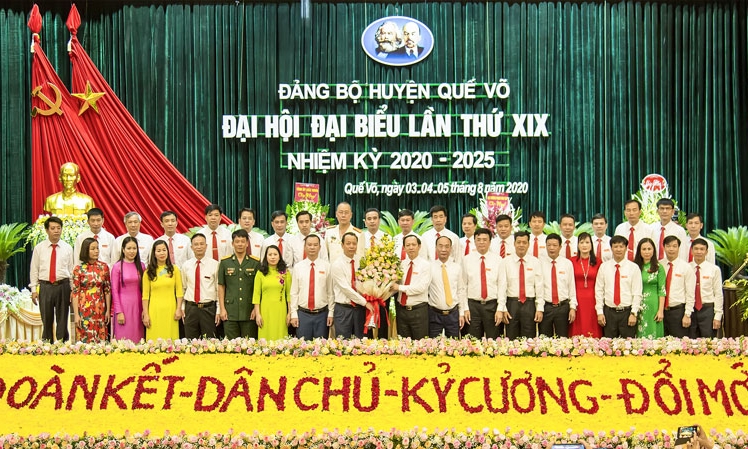 ĐẢNG BỘ HUYỆN QUẾ VÕ
ĐẠI HỘI ĐẠI BIỂU LẦN THỨ XIX
NHIỆM KỲ 2020 - 2025
Quế Võ, ngày 03.04.05 tháng 8 năm 2020
ĐOÀN KẾT-DÂN CHỦ-KỶ CƯƠNG-ĐỔI MỚ